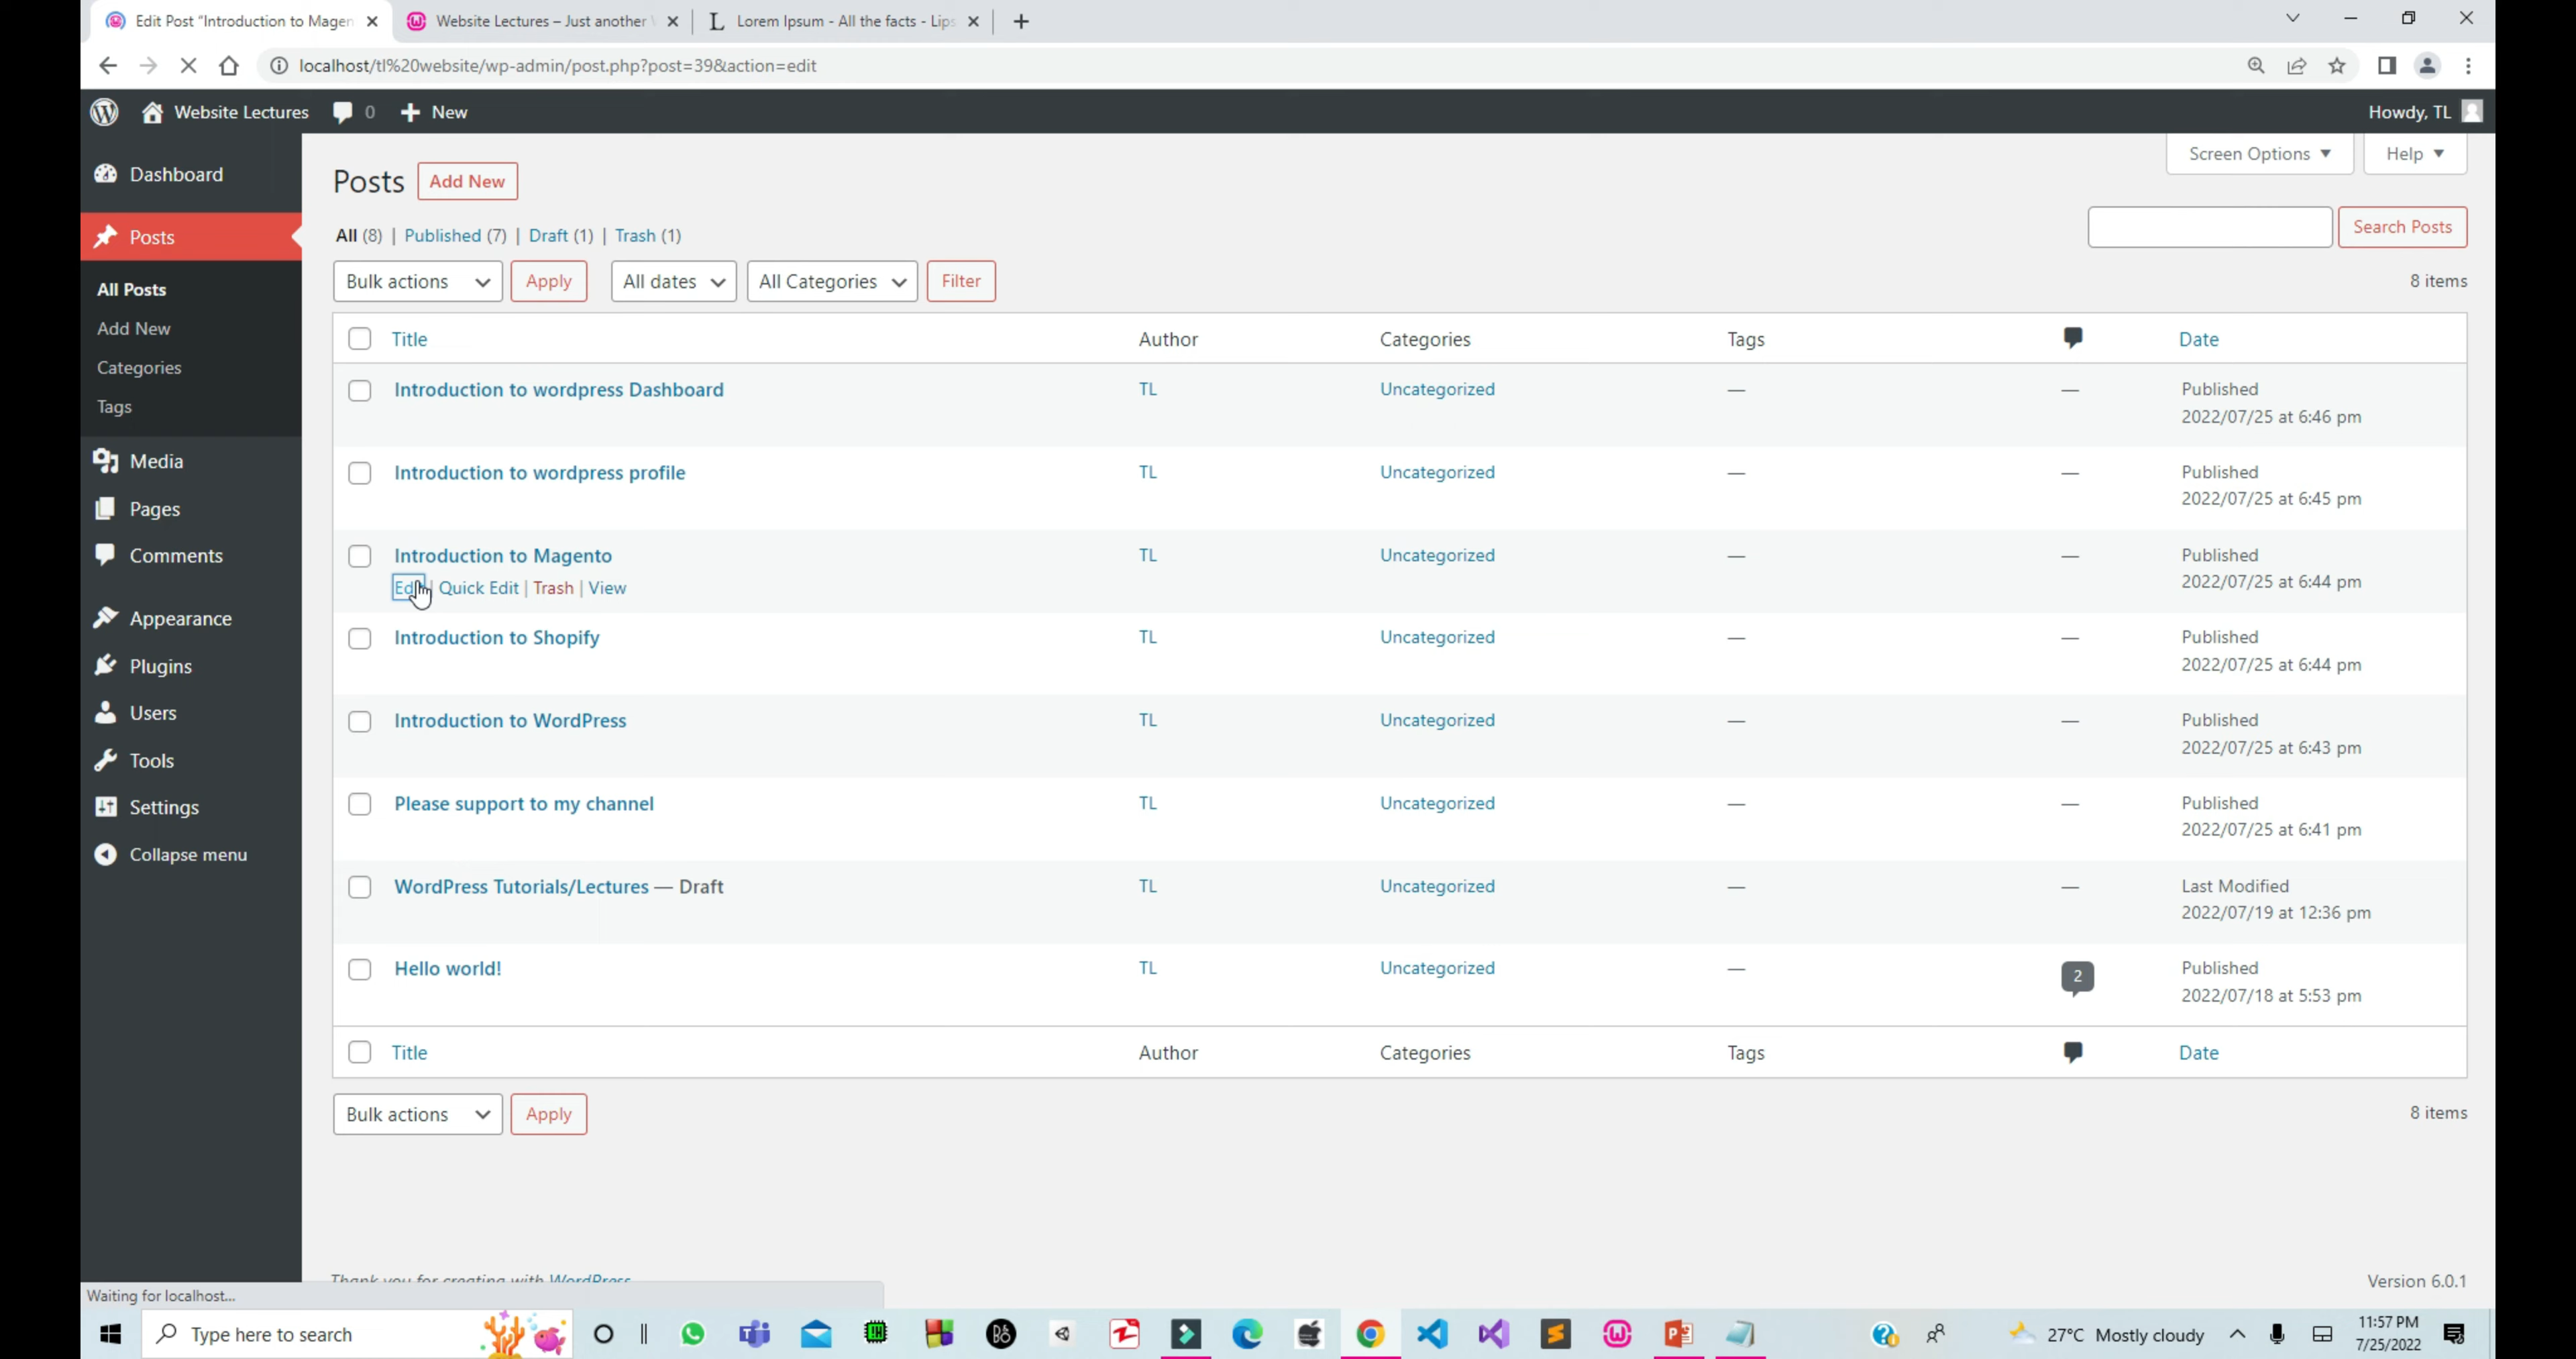 Edit Post "Introduction to Magen
Website Lectures – Just another
Lorem Ipsum - All the facts - Lips
localhost/tl%20website/wp-admin/post.php?post=39&action=edit
Website Lectures 0 New Howdy, TL
Screen Options Help
Dashboard
Posts
All Posts
Add New
Categories
Tags
Media
Pages
Comments
Appearance
Plugins
Users
Tools
Settings
Collapse menu
Posts Add New
All (8) | Published (7) | Draft (1) | Trash (1)
Search Posts
Bulk actions Apply All dates All Categories Filter 8 items
Title Author Categories Tags Date
Introduction to wordpress Dashboard TL Uncategorized — — Published
2022/07/25 at 6:46 pm
Introduction to wordpress profile TL Uncategorized — — Published
2022/07/25 at 6:45 pm
Introduction to Magento TL Uncategorized — — Published
Edit | Quick Edit | Trash | View 2022/07/25 at 6:44 pm
Introduction to Shopify TL Uncategorized — — Published
2022/07/25 at 6:44 pm
Introduction to WordPress TL Uncategorized — — Published
2022/07/25 at 6:43 pm
Please support to my channel TL Uncategorized — — Published
2022/07/25 at 6:41 pm
WordPress Tutorials/Lectures — Draft TL Uncategorized — — Last Modified
2022/07/19 at 12:36 pm
Hello world! TL Uncategorized — 2 Published
2022/07/18 at 5:53 pm
Title Author Categories Tags Date
Bulk actions Apply 8 items
Thank you for creating with WordPress Version 6.0.1
Waiting for localhost...
Type here to search
27°C Mostly cloudy
11:57 PM
7/25/2022